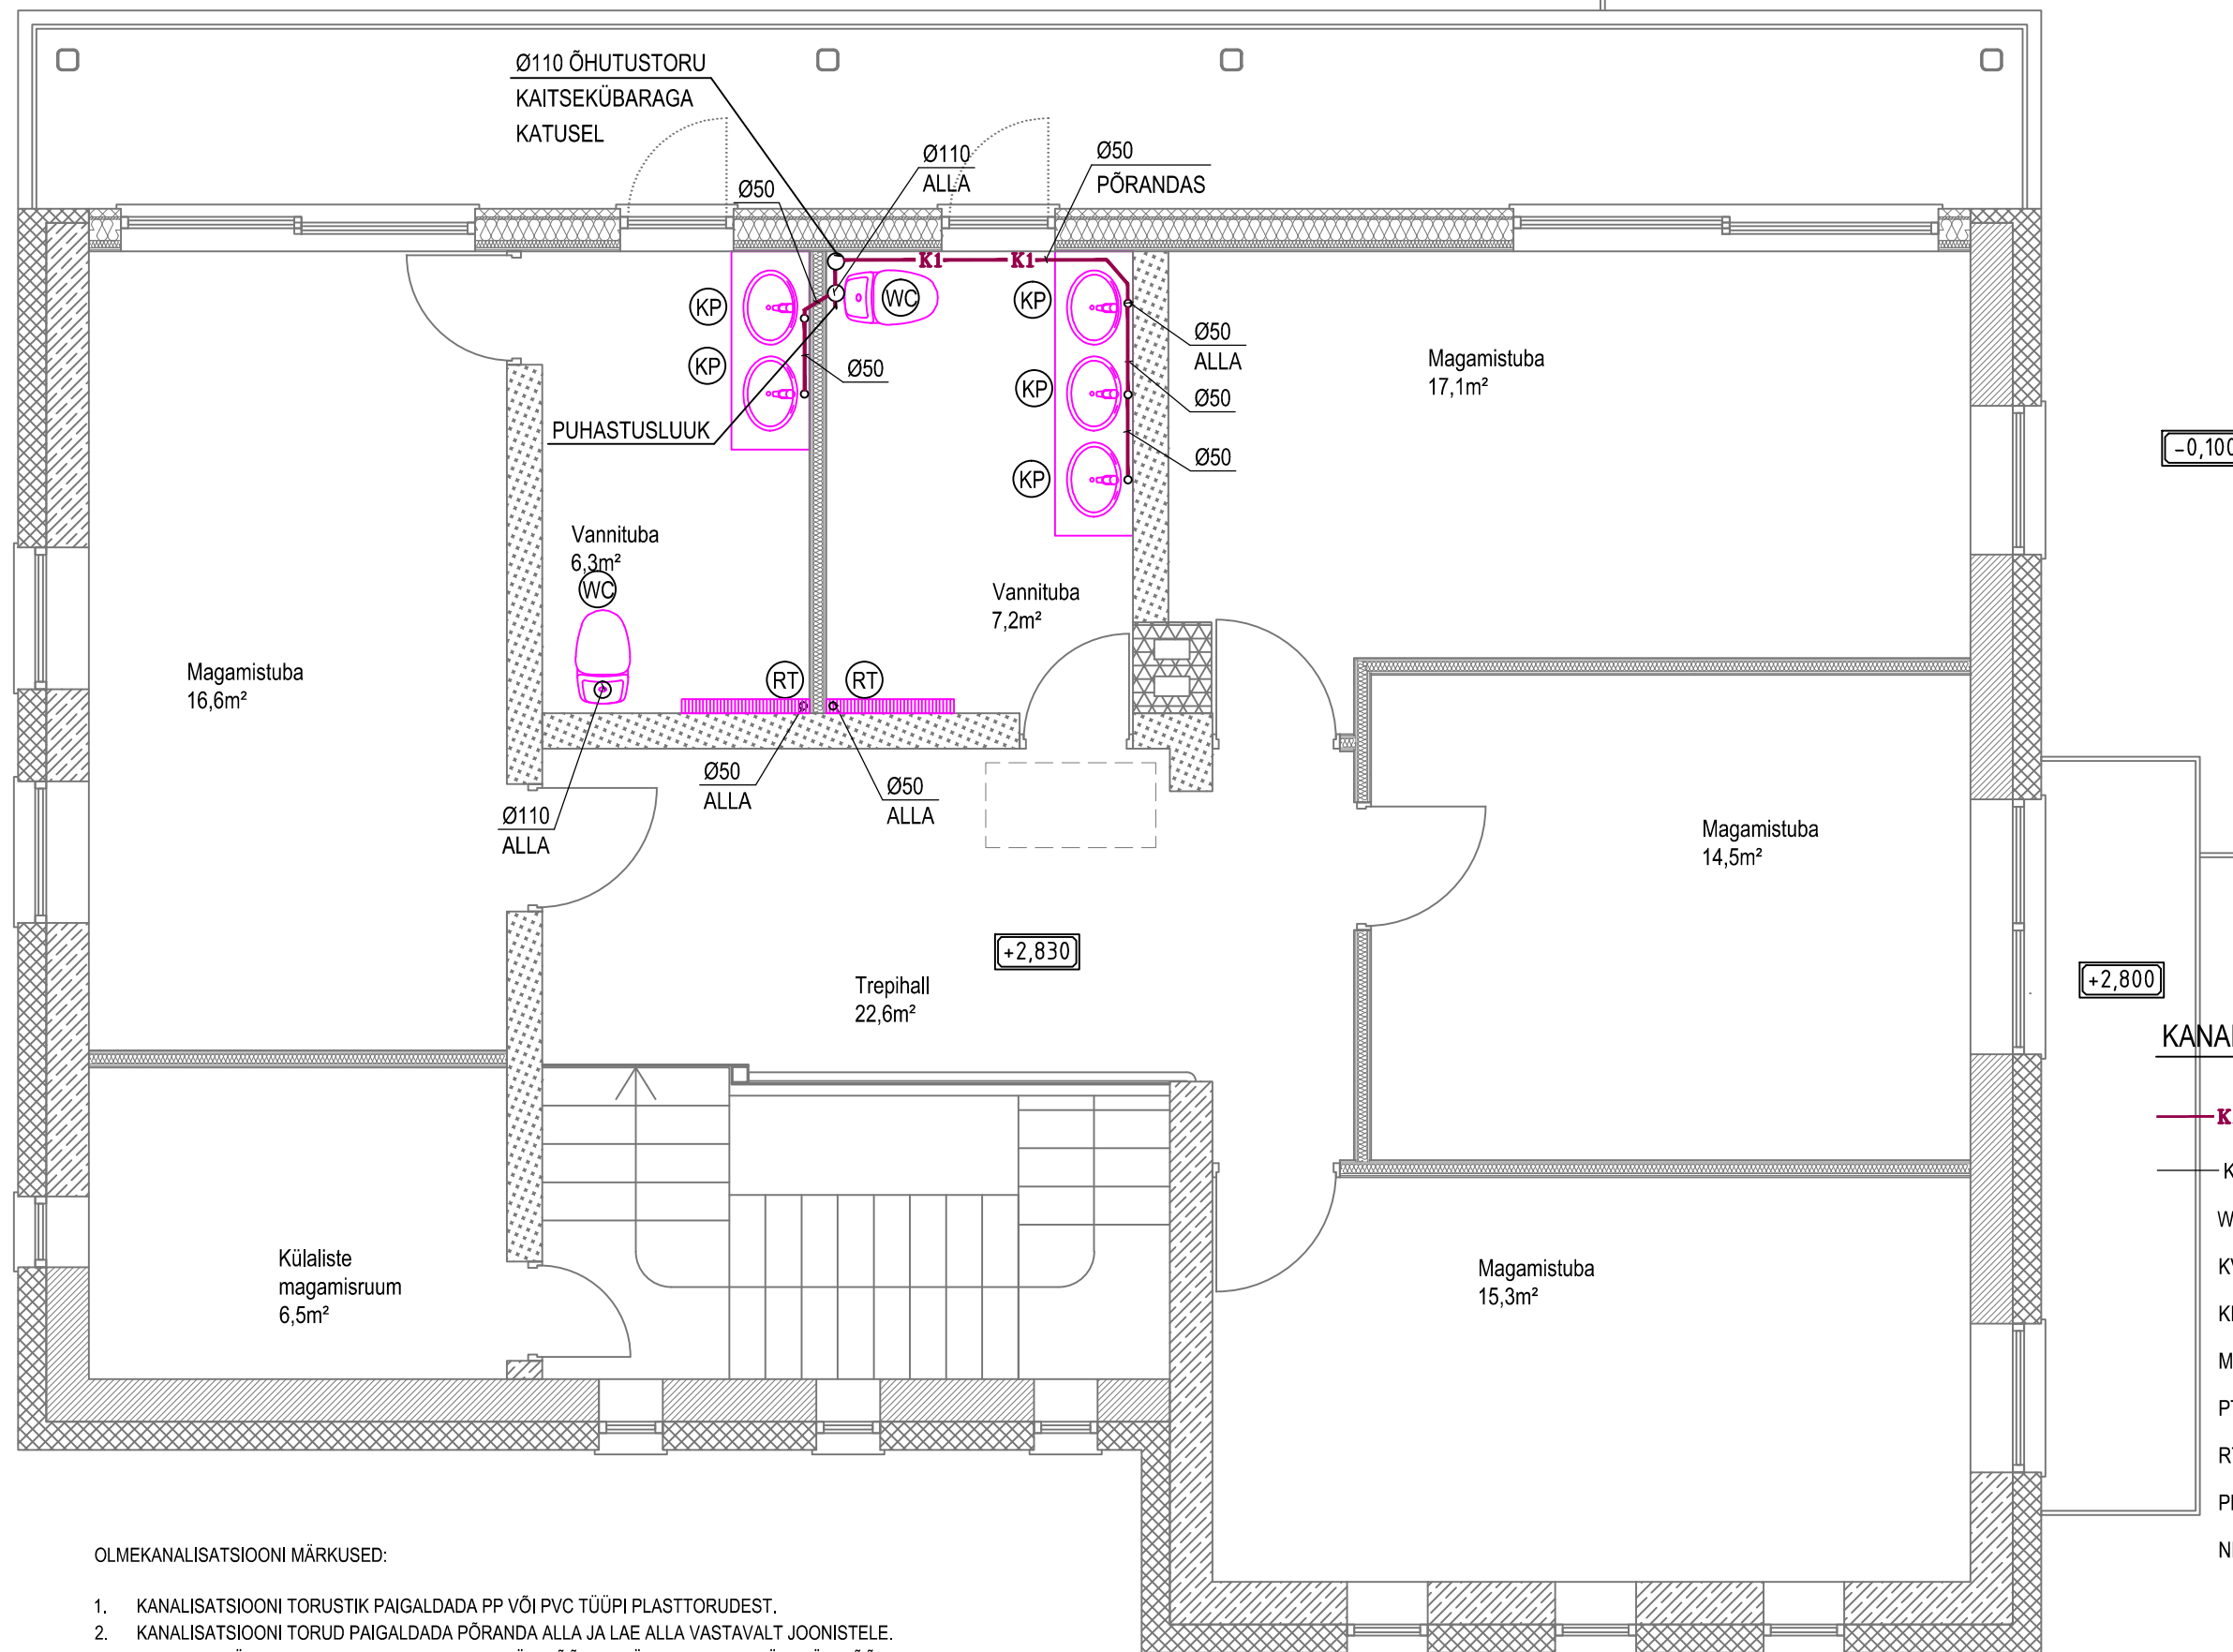 Ø110 ÕHUTUSTORU
KAITSEKÜBARAGA
KATUSEL
Ø110
ALLA
Ø50
PÕRANDAS
Ø50
K1
K1
KP
WC
KP
KP
Ø50
ALLA
KP
Ø50
KP
Ø50
PUHASTUSLUUK
Ø50
KP
Magamistuba
17,1m²
-0,100
Vannituba
6,3m²
WC
Vannituba
7,2m²
Magamistuba
16,6m²
RT
RT
Ø50
ALLA
Ø50
ALLA
Ø110
ALLA
Magamistuba
14,5m²
+2,830
+2,800
Trepihall
22,6m²
Külaliste
magamisruum
6,5m²
Magamistuba
15,3m²
OLMEKANALISATSIOONI MÄRKUSED:
1. KANALISATSIOONI TORUSTIK PAIGALDADA PP VÕI PVC TÜÜPI PLASTTORUDEST.
2. KANALISATSIOONI TORUD PAIGALDADA PÕRANDA ALLA JA LAE ALLA VASTAVALT JOONISTELE.